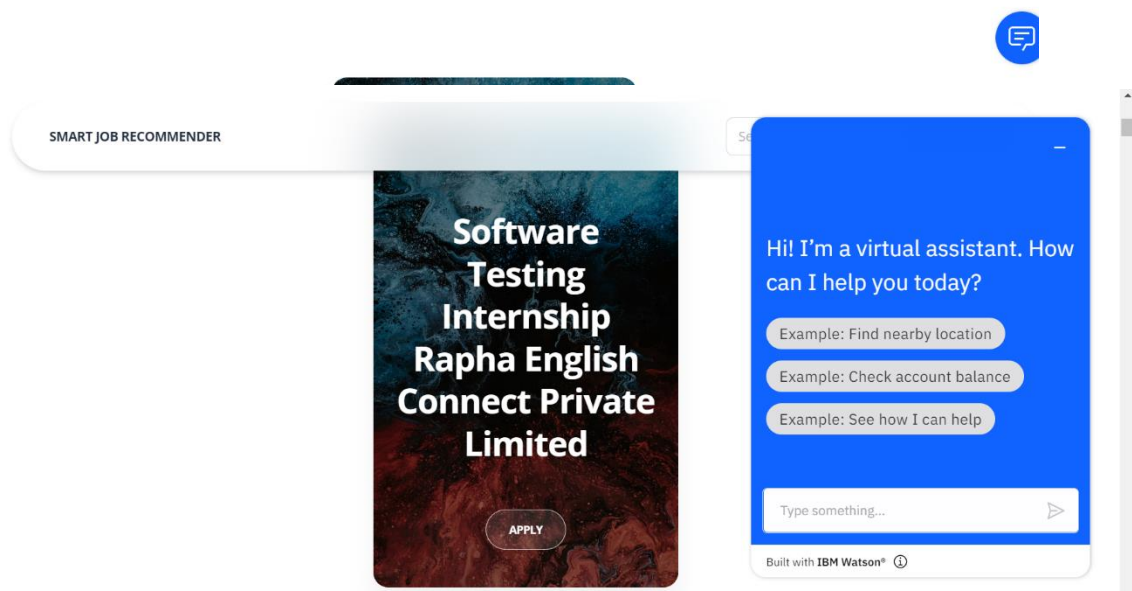 SMART JOB RECOMMENDER
Se
Software
Testing
Internship
Rapha English
Connect Private
Limited
APPLY
Hi! I'm a virtual assistant. How
can I help you today?
Example: Find nearby location
Example: Check account balance
Example: See how I can help
Type something...
Built with IBM Watson®